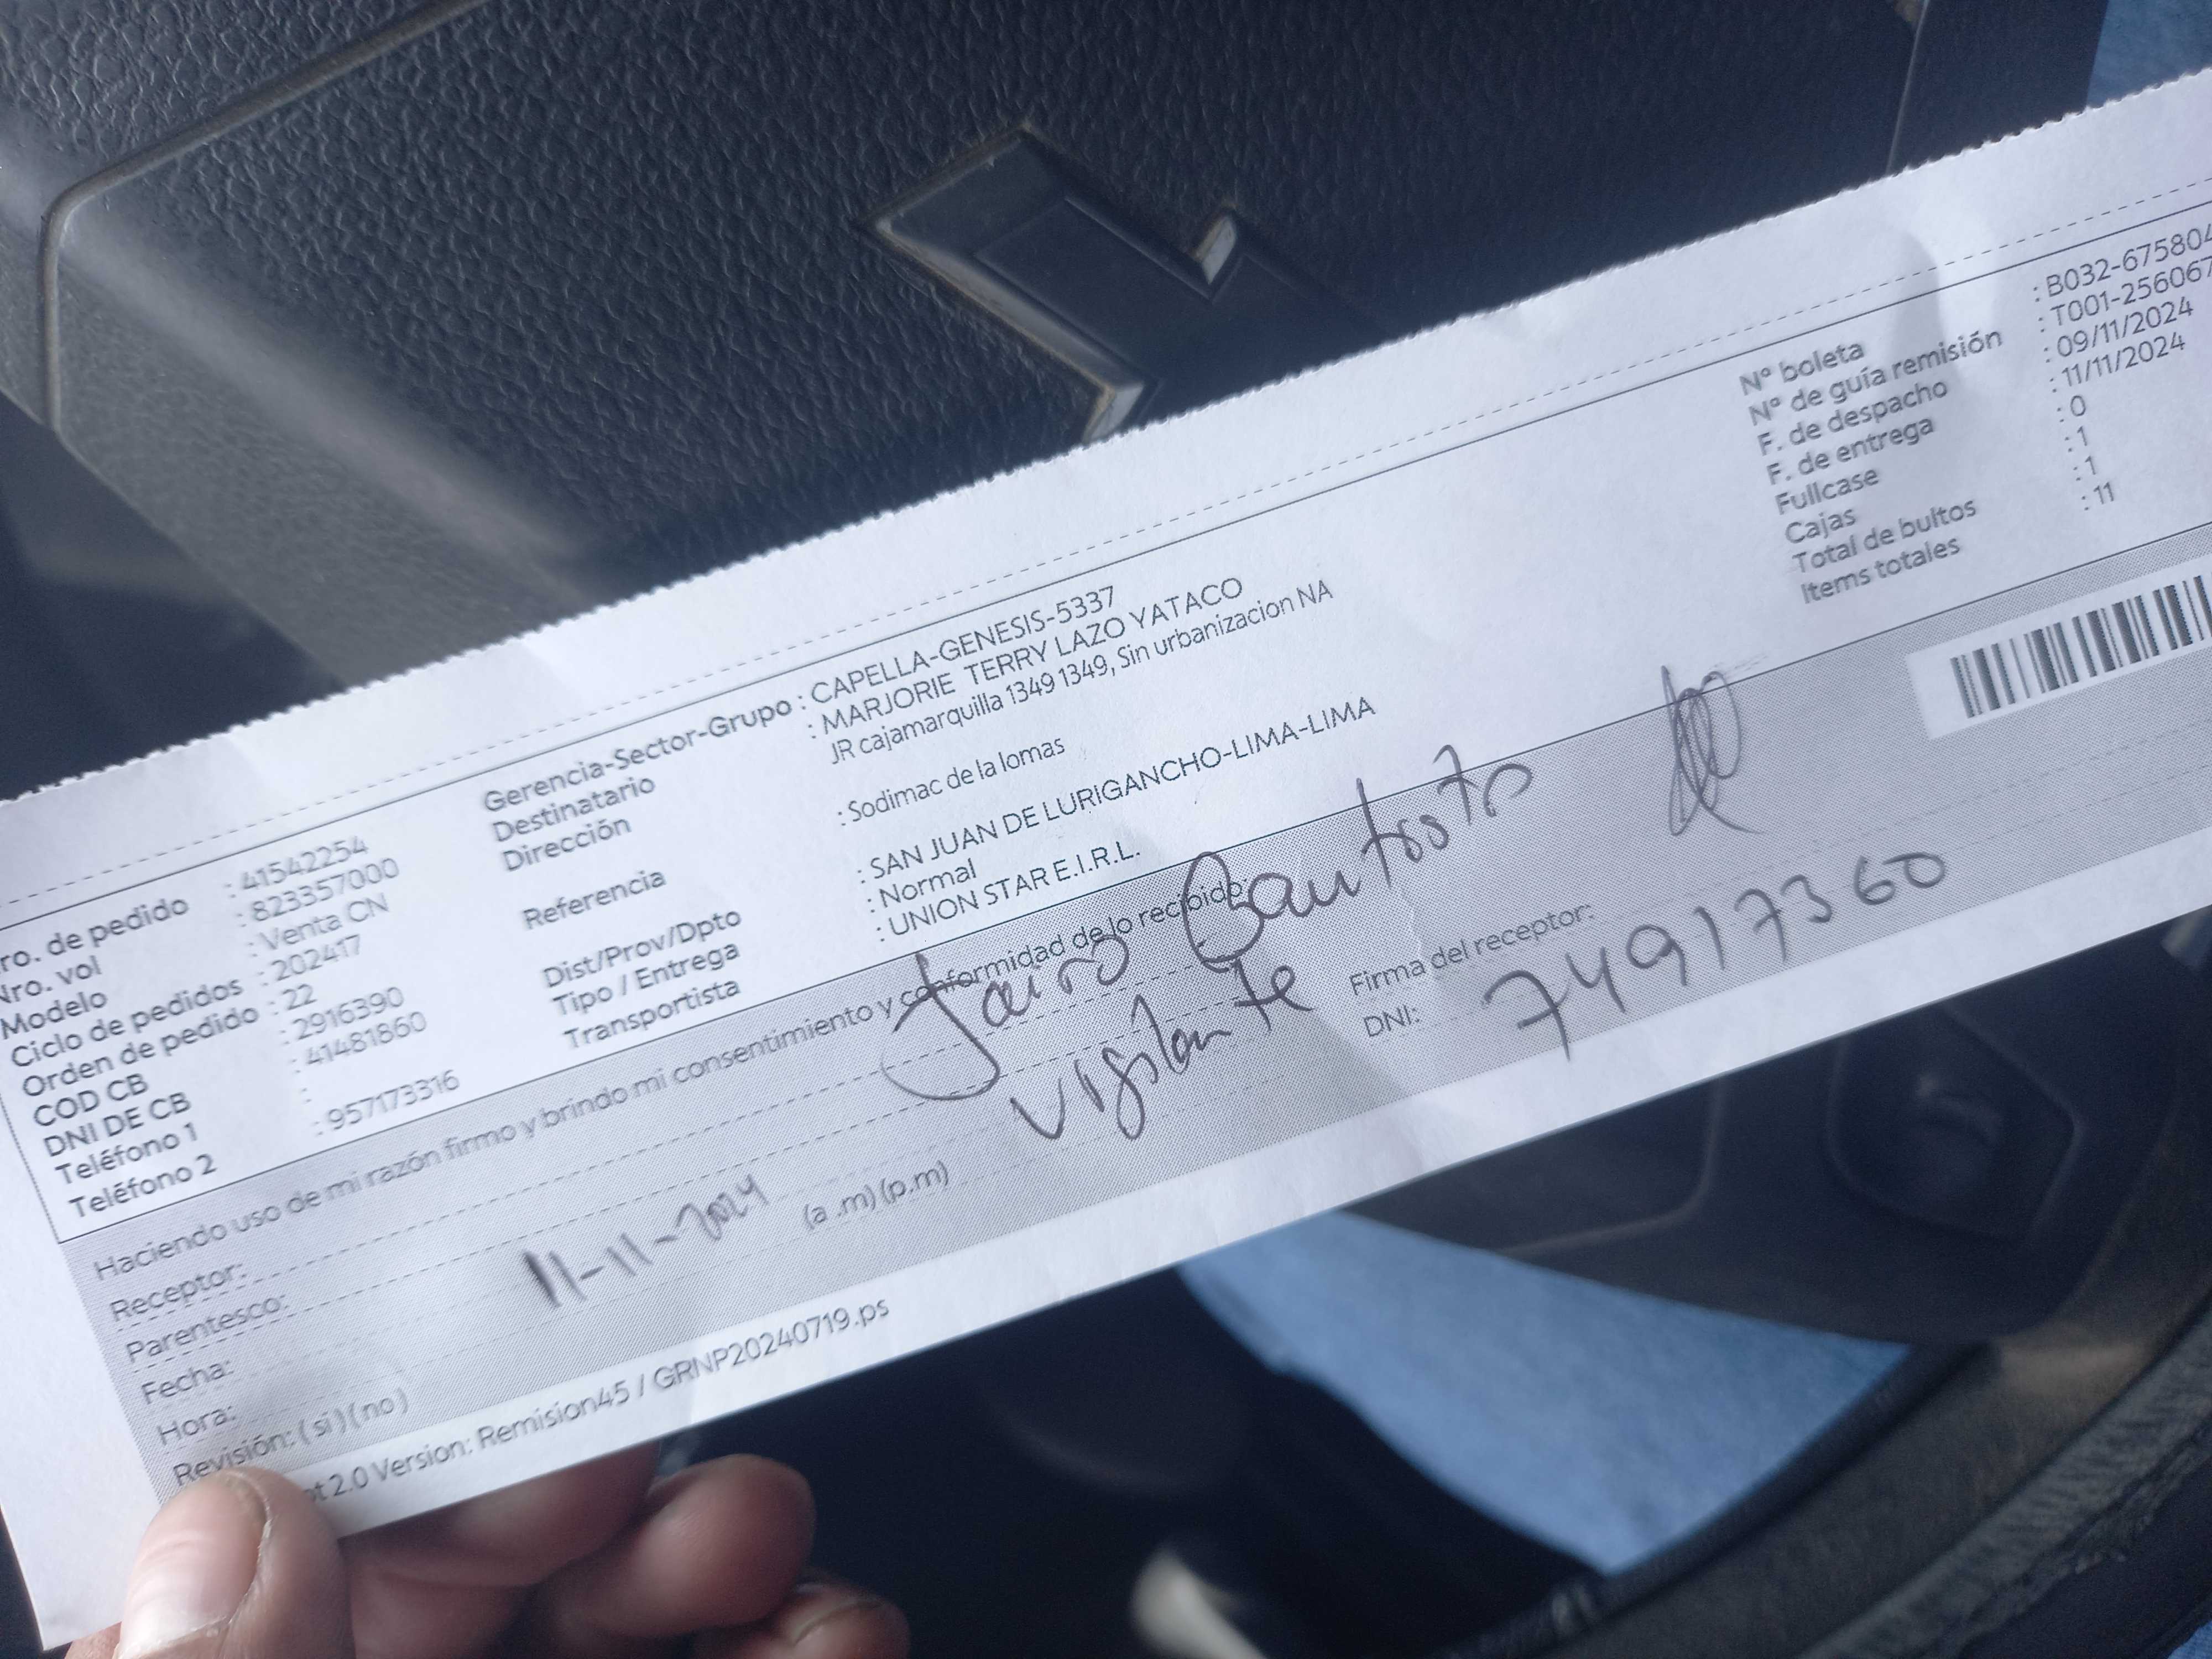 ro. de pedido : 41542254
Nro. vol : 823357000
Modelo : Venta CN
Ciclo de pedidos : 202417
Orden de pedido : 22
COD CB : 2916390
DNI DE CB : 41481860
Teléfono 1 :
Teléfono 2 : 957173316
Gerencia-Sector-Grupo : CAPELLA-GENESIS-5337
Destinatario : MARJORIE TERRY LAZO YATACO
Dirección JR cajamarquilla 1349 1349, Sin urbanizacion NA
Referencia : Sodimac de la lomas
Dist/Prov/Dpto : SAN JUAN DE LURIGANCHO-LIMA-LIMA
Tipo / Entrega : Normal
Transportista : UNION STAR E.I.R.L.
N° boleta : B032-675804
N° de guía remisión : T001-256067
F. de despacho : 09/11/2024
F. de entrega : 11/11/2024
Fullcase : 0
Cajas : 1
Total de bultos : 1
Items totales : 11
Haciendo uso de mi razón firmo y brindo mi consentimiento y conformidad de lo recibido:
Receptor: Jairo Bautista
Parentesco: vigilante
Firma del receptor:
Fecha: 11-11-2024
DNI: 74917360
Hora: (a .m) (p.m)
Revisión: ( si ) ( no )
ot 2.0 Version: Remision45 / GRNP20240719.ps